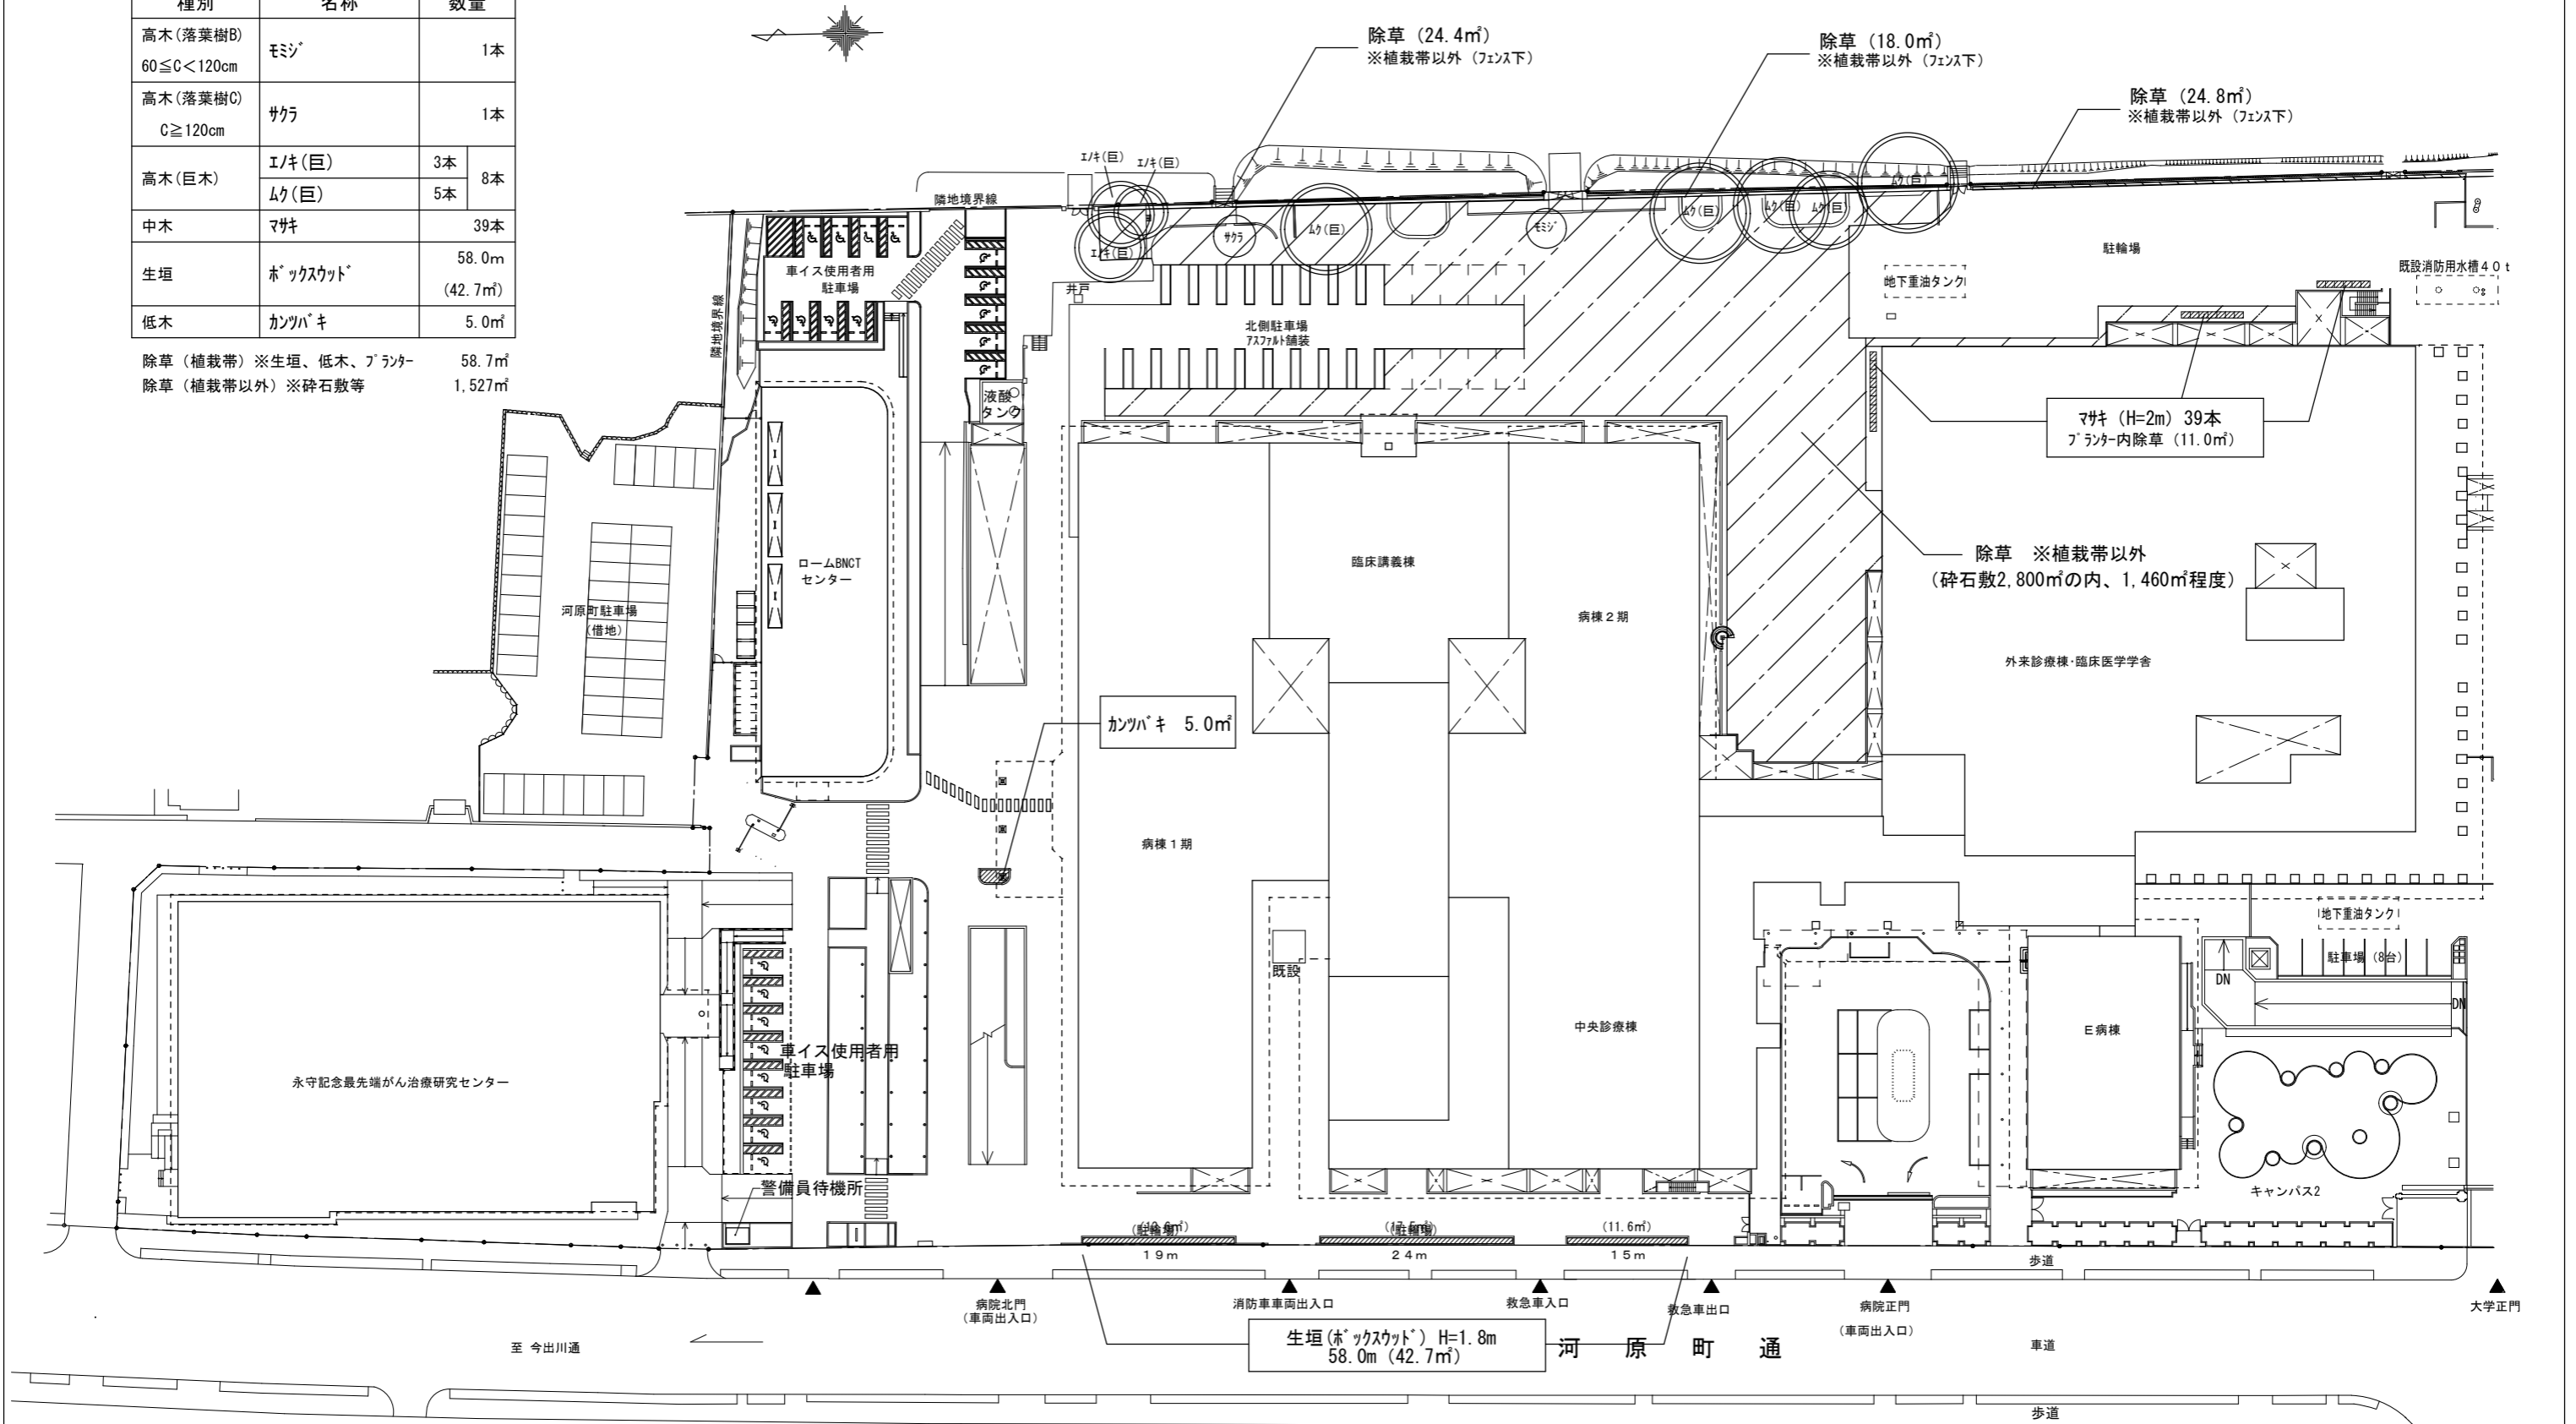 種別 名称 数量
高木(落葉樹B)
60≦C<120cm
モミジ 1本
高木(落葉樹C)
C≧120cm
サクラ 1本
高木(巨木)
エノキ(巨) 3本
ムク(巨) 5本
8本
中木 マサキ 39本
生垣 ボックスウッド 58.0m
(42.7㎡)
低木 カンツバキ 5.0㎡
除草(植栽帯)※生垣、低木、プランター 58.7㎡
除草(植栽帯以外)※砕石敷等 1,527㎡
除草(24.4㎡)
※植栽帯以外(フェンス下)
除草(18.0㎡)
※植栽帯以外(フェンス下)
除草(24.8㎡)
※植栽帯以外(フェンス下)
エノキ(巨)
エノキ(巨)
エノキ(巨)
サクラ
ムク(巨)
モミジ
ムク(巨)
ムク(巨)
ムク(巨)
ムク(巨)
隣地境界線
隣地境界線
車イス使用者用
駐車場
井戸
北側駐車場
アスファルト舗装
地下重油タンク
駐輪場
既設消防用水槽40t
液酸
タンク
マサキ(H=2m) 39本
プランター内除草(11.0㎡)
除草 ※植栽帯以外
(砕石敷2,800㎡の内、1,460㎡程度)
ロームBNCT
センター
河原町駐車場
(借地)
臨床講義棟
病棟2期
外来診療棟・臨床医学学舎
カンツバキ 5.0㎡
病棟1期
既設
中央診療棟
E病棟
地下重油タンク
駐車場(8台)
DN
DN
キャンパス2
永守記念最先端がん治療研究センター
車イス使用者用
駐車場
警備員待機所
(駐輪場)
(駐輪場)
(11.6㎡)
19m
24m
15m
歩道
病院北門
(車両出入口)
消防車車両出入口
救急車入口
救急車出口
病院正門
(車両出入口)
大学正門
生垣(ボックスウッド) H=1.8m
58.0m (42.7㎡)
至 今出川通
河原町通
車道
歩道